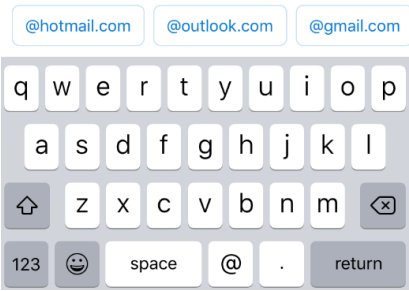 @hotmail.com @outlook.com @gmail.com
q w e r t y u i o p
a s d f g h j k l
z x c v b n m
123 space @ . return